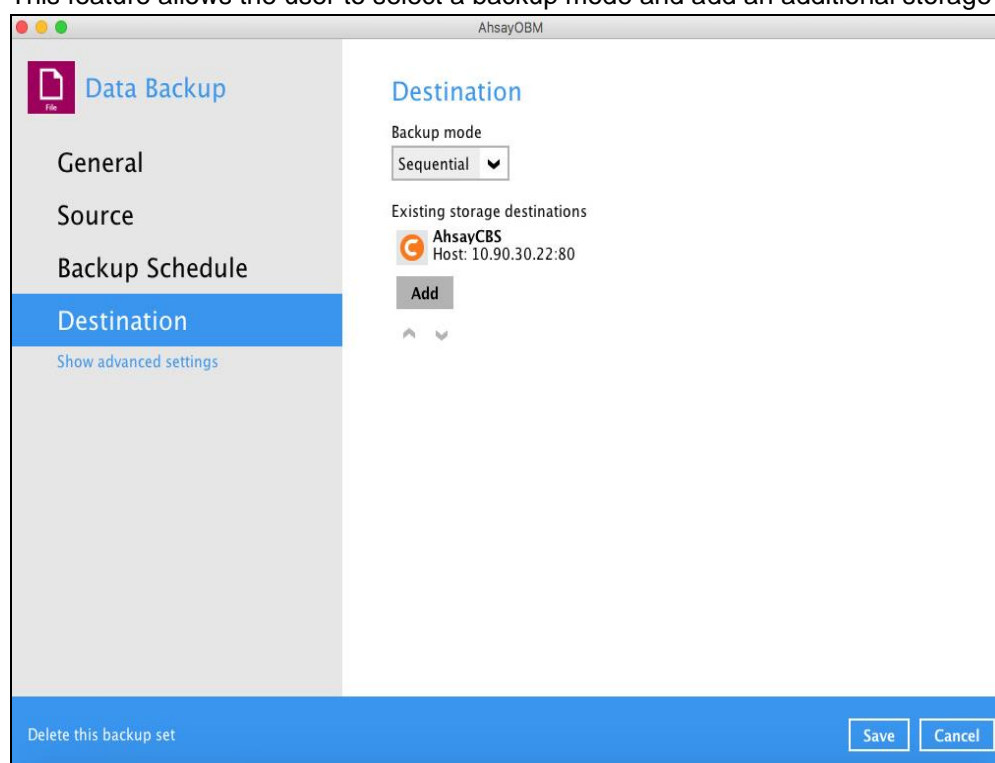 This feature allows the user to select a backup mode and add an additional storage
AhsayOBM
File
Data Backup
General
Source
Backup Schedule
Destination
Show advanced settings
Destination
Backup mode
Sequential
Existing storage destinations
AhsayCBS
Host: 10.90.30.22:80
Add
Delete this backup set
Save
Cancel